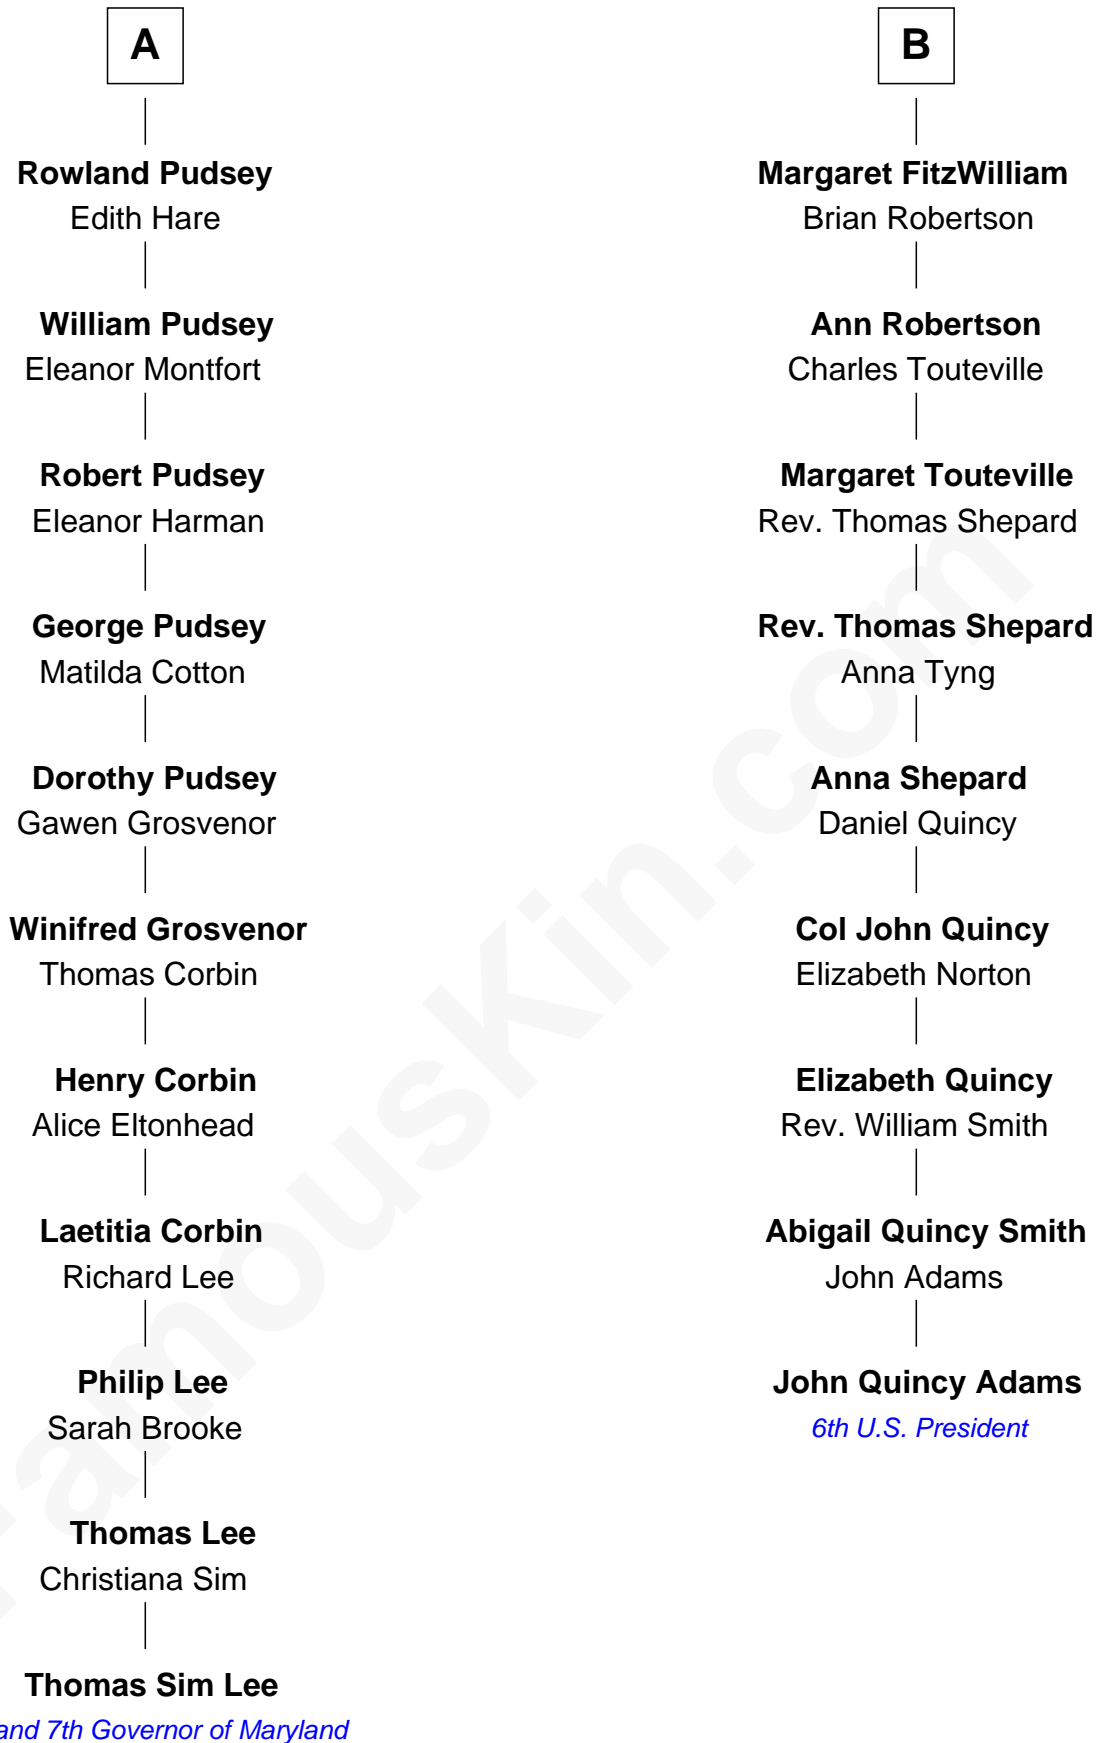 A
Rowland Pudsey
Edith Hare
William Pudsey
Eleanor Montfort
Robert Pudsey
Eleanor Harman
George Pudsey
Matilda Cotton
Dorothy Pudsey
Gawen Grosvenor
Winifred Grosvenor
Thomas Corbin
Henry Corbin
Alice Eltonhead
Laetitia Corbin
Richard Lee
Philip Lee
Sarah Brooke
Thomas Lee
Christiana Sim
Thomas Sim Lee
and 7th Governor of Maryland
B
Margaret FitzWilliam
Brian Robertson
Ann Robertson
Charles Touteville
Margaret Touteville
Rev. Thomas Shepard
Rev. Thomas Shepard
Anna Tyng
Anna Shepard
Daniel Quincy
Col John Quincy
Elizabeth Norton
Elizabeth Quincy
Rev. William Smith
Abigail Quincy Smith
John Adams
John Quincy Adams
6th U.S. President
FamousKin.com